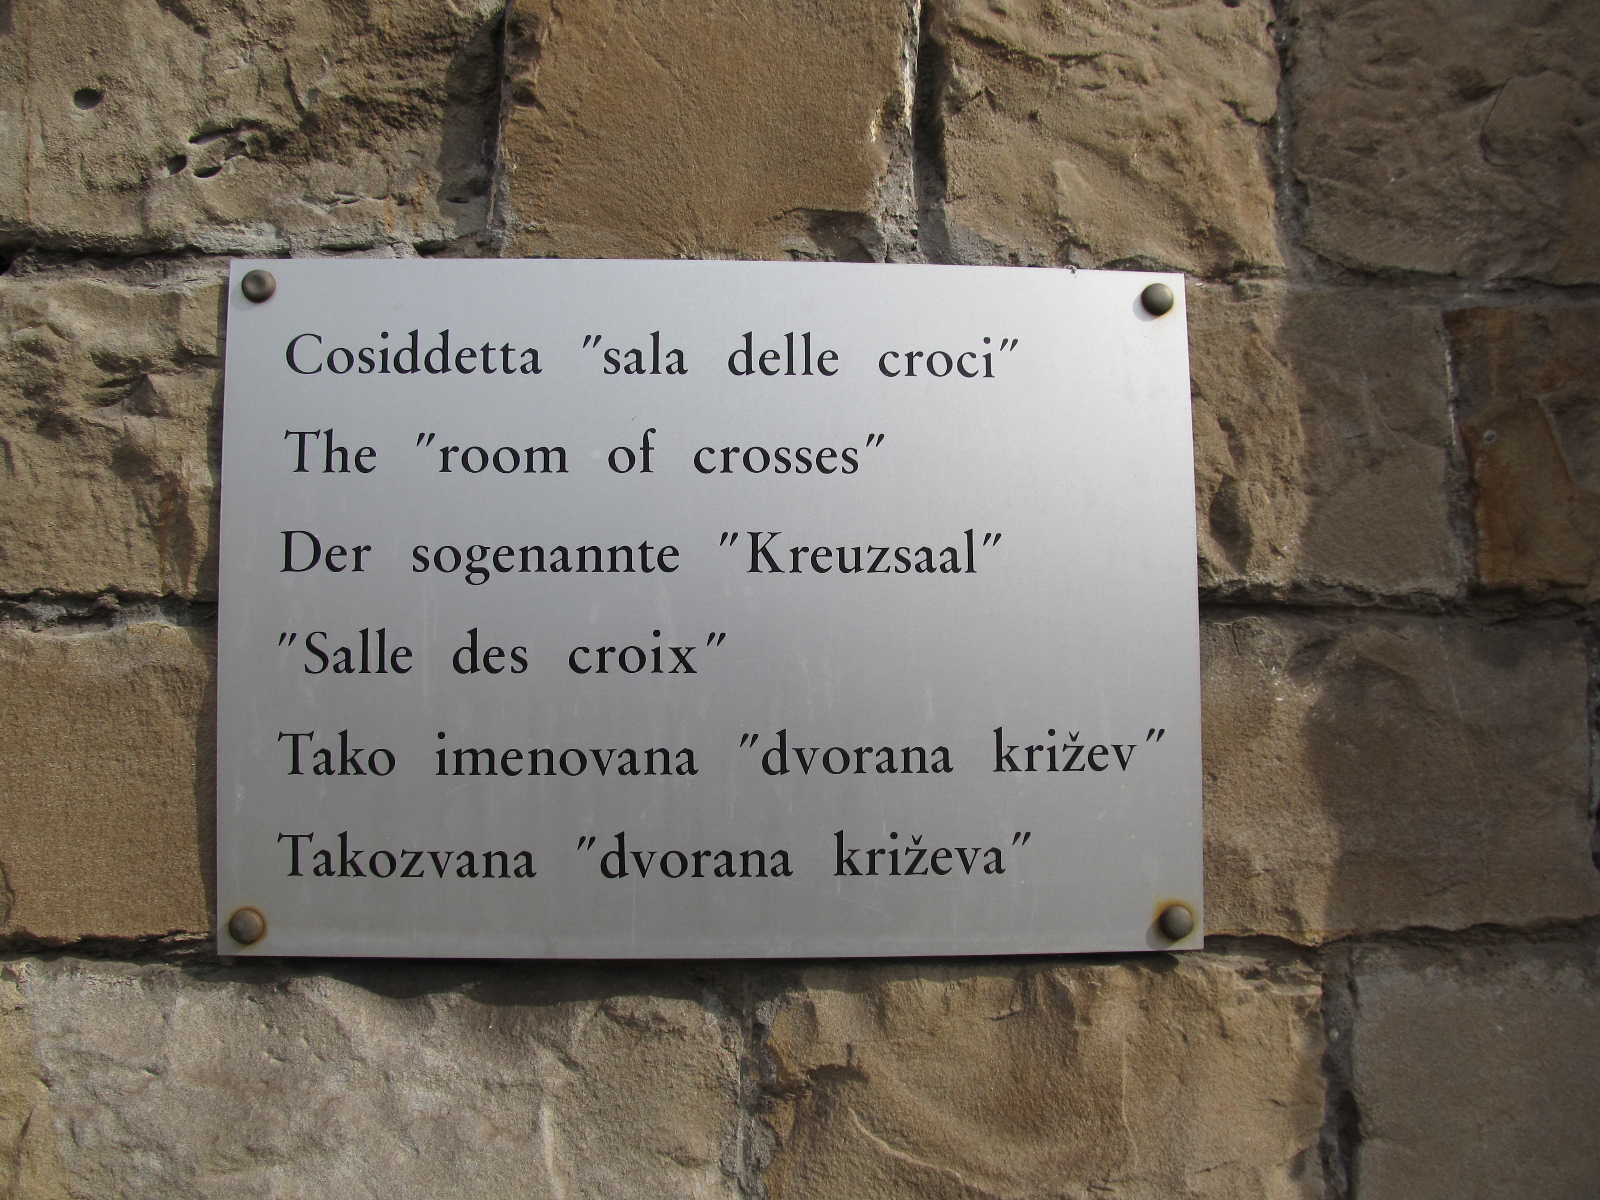 Cosiddetta "sala delle croci"
The "room of crosses"
Der sogenannte "Kreuzsaal"
"Salle des croix"
Tako imenovana "dvorana križev"
Takozvana "dvorana križeva"